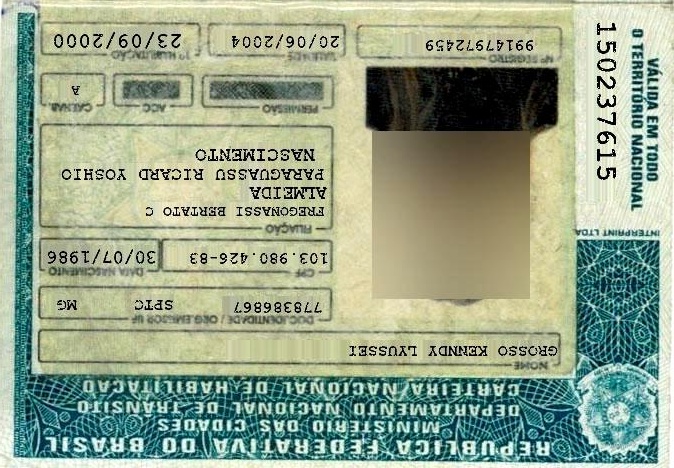 REPÚBLICA FEDERATIVA DO BRASIL
MINISTÉRIO DAS CIDADES
DEPARTAMENTO NACIONAL DE TRÂNSITO
CARTEIRA NACIONAL DE HABILITAÇÃO
NOME
GROSSO KENNDY LYUSSEI
DOC. IDENTIDADE / ORG. EMISSOR UF
778386867 SPTC MG
CPF DATA NASCIMENTO
103.980.426-83 30/07/1986
FILIAÇÃO
FREGONASSI BERTATO C
ALMEIDA
PARAGUASSU RICARD YOSHIO
NASCIMENTO
PERMISSÃO ACC CAT.HAB
A
Nº REGISTRO VALIDADE 1ª HABILITAÇÃO
99147972459 20/06/2004 23/09/2000
VÁLIDA EM TODO
O TERRITÓRIO NACIONAL
150237615
INTERPRINT LTDA